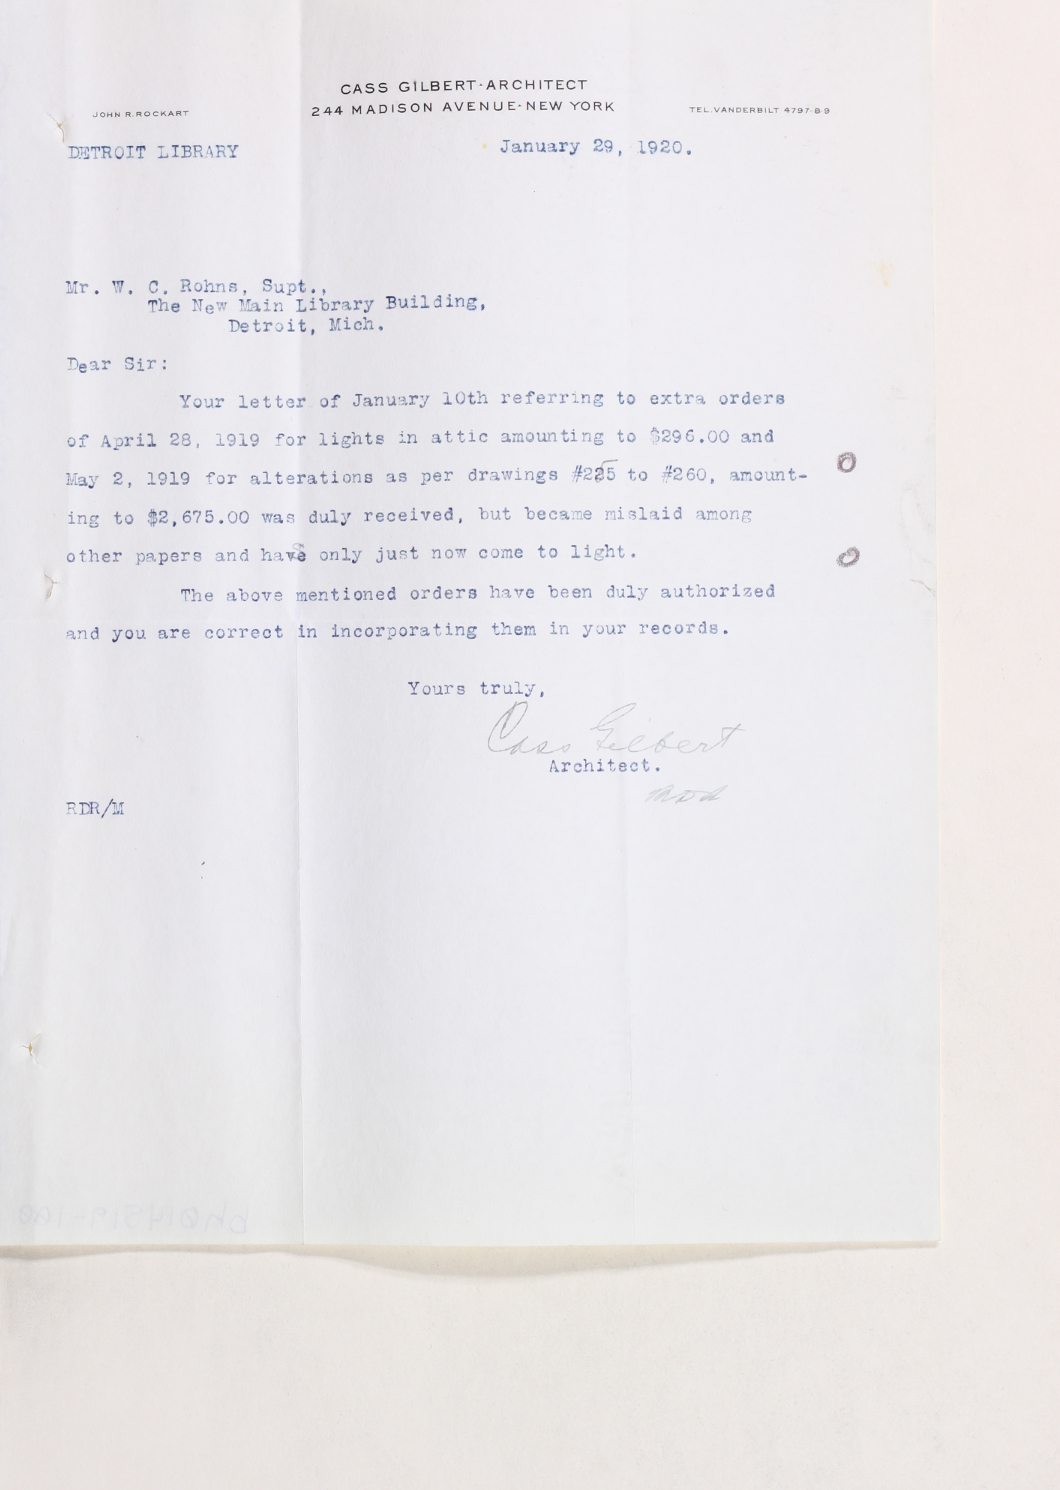 CASS GILBERT·ARCHITECT
244 MADISON AVENUE·NEW YORK
JOHN R. ROCKART
TEL. VANDERBILT 4797-8-9
DETROIT LIBRARY
January 29, 1920.
Mr. W. C. Rohns, Supt.,
The New Main Library Building,
Detroit, Mich.
Dear Sir:
Your letter of January 10th referring to extra orders
of April 28, 1919 for lights in attic amounting to $296.00 and
May 2, 1919 for alterations as per drawings to #260, amount-
ing to $2,675.00 was duly received, but became mislaid among
other papers and only just now come to light.
The above mentioned orders have been duly authorized
and you are correct in incorporating them in your records.
Yours truly,
Cass Gilbert
Architect.
RDR/M